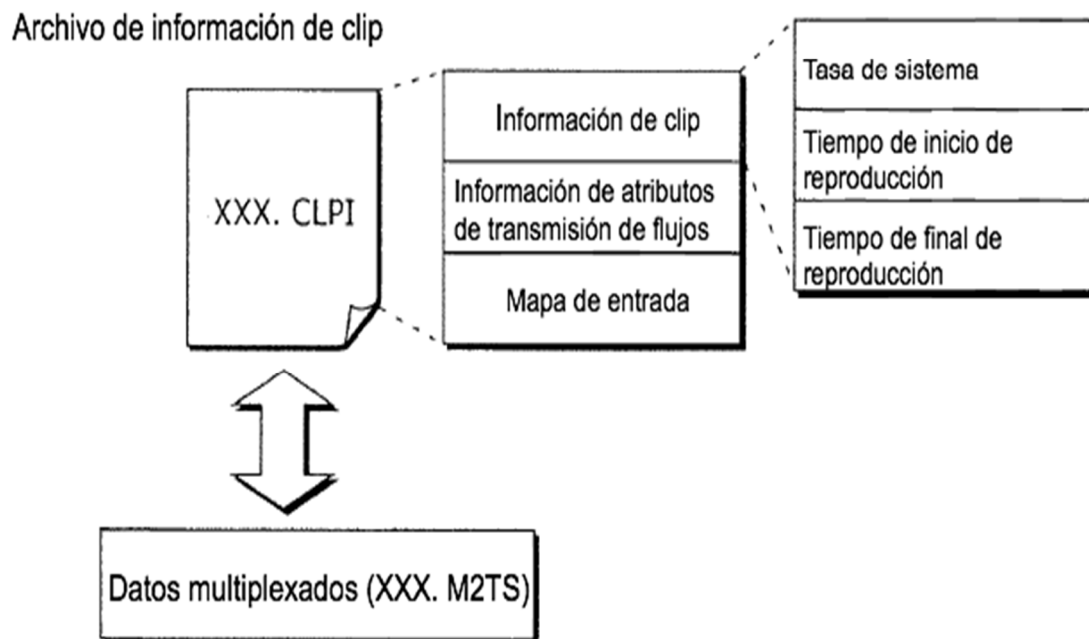 Archivo de información de clip
XXX. CLPI
Información de clip
Información de atributos
de transmisión de flujos
Mapa de entrada
Tasa de sistema
Tiempo de inicio de
reproducción
Tiempo de final de
reproducción
Datos multiplexados (XXX. M2TS)